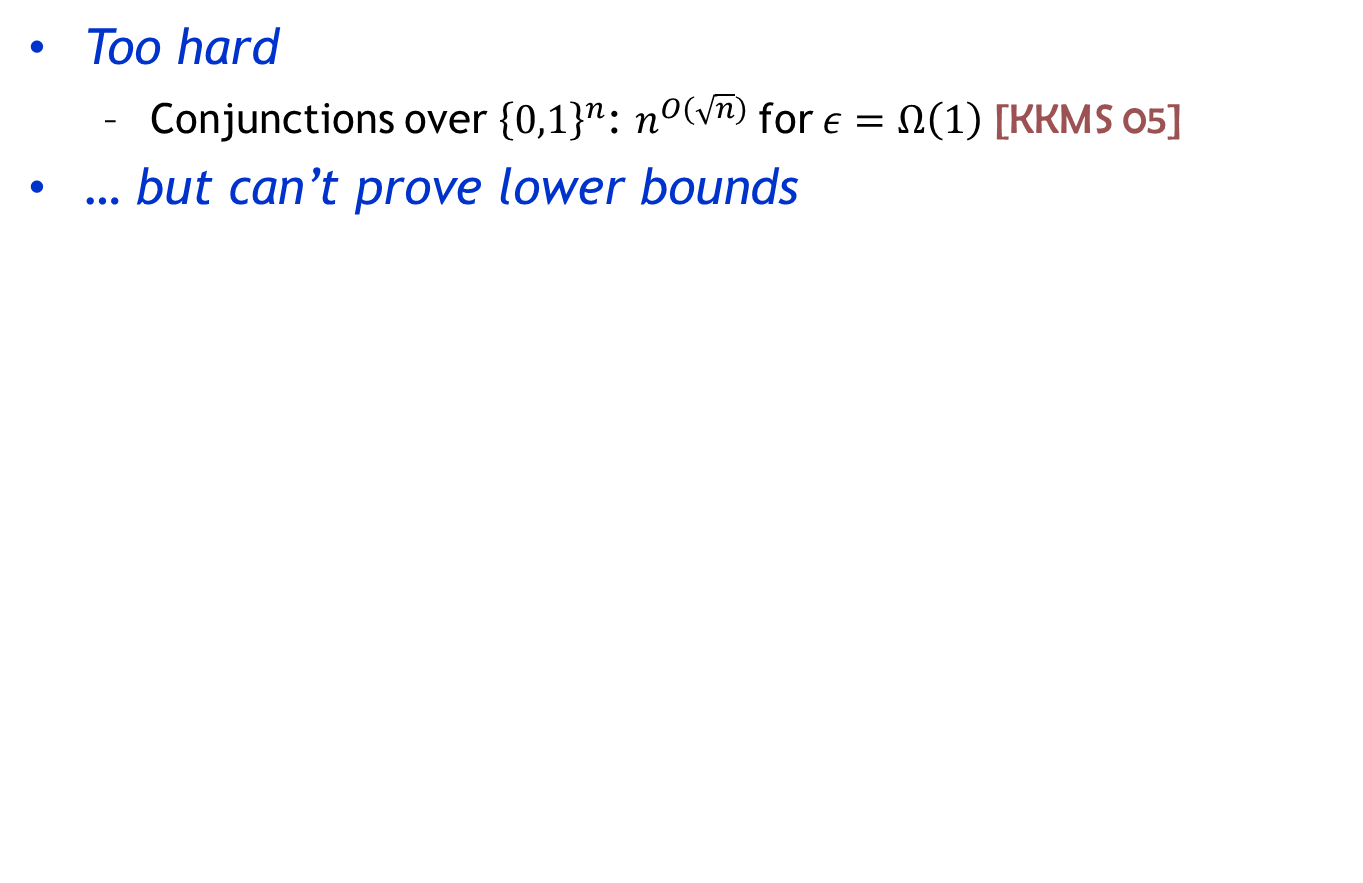 • Too hard
– Conjunctions over {0,1}ⁿ: n^{O(√n)} for ϵ = Ω(1) [KKMS 05]
• … but can’t prove lower bounds